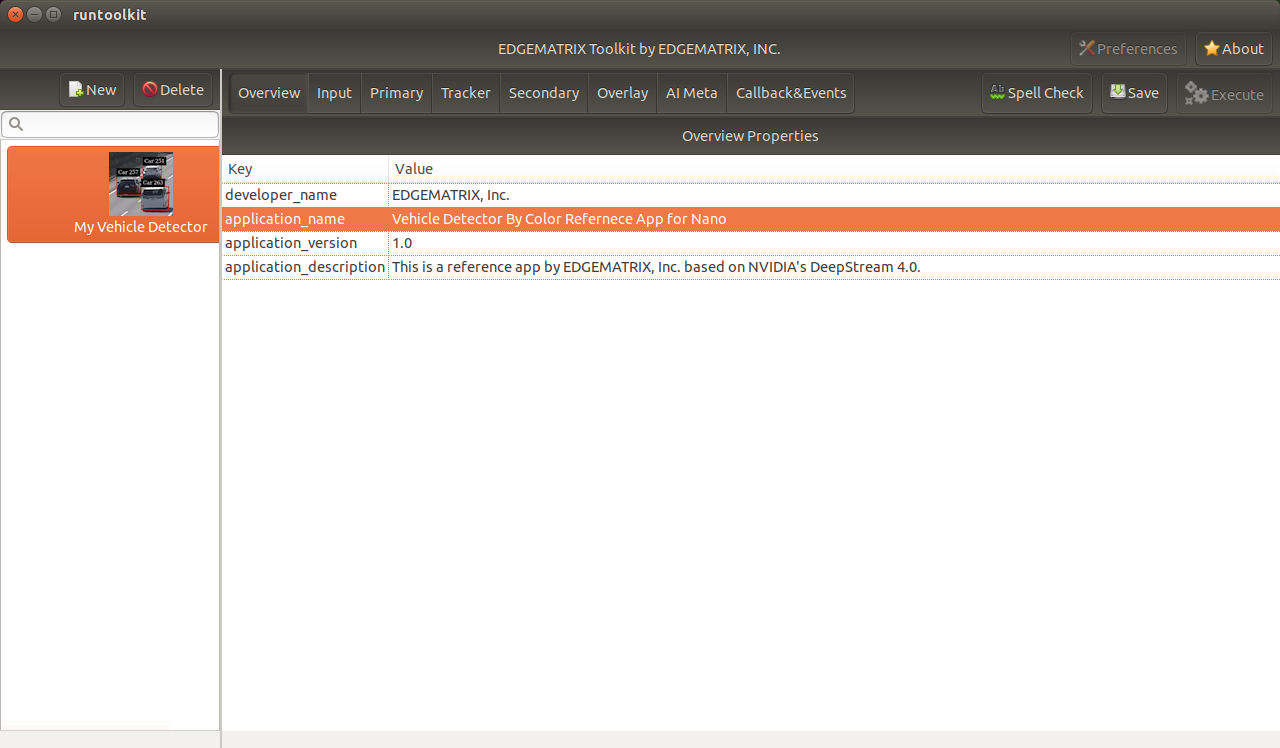 runtoolkit
EDGEMATRIX Toolkit by EDGEMATRIX, INC.
Preferences
About
New
Delete
Overview
Input
Primary
Tracker
Secondary
Overlay
AI Meta
Callback&Events
Spell Check
Save
Execute
Overview Properties
Key Value
developer_name EDGEMATRIX, Inc.
application_name Vehicle Detector By Color Refernece App for Nano
application_version 1.0
application_description This is a reference app by EDGEMATRIX, Inc. based on NVIDIA's DeepStream 4.0.
Car 251
Car 257
Car 263
My Vehicle Detector